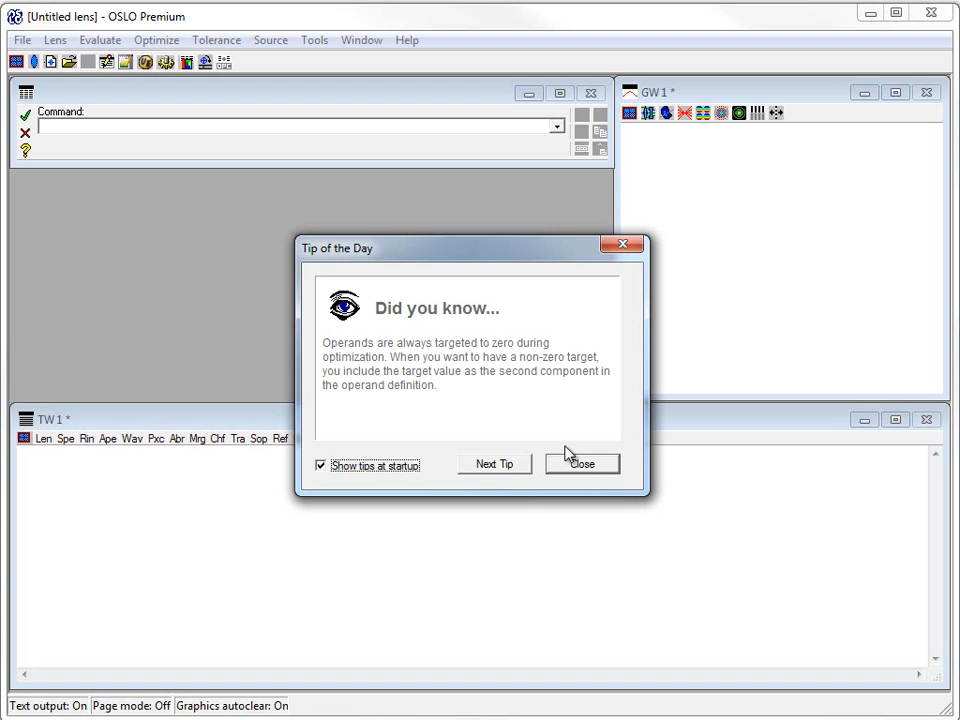 [Untitled lens] - OSLO Premium
File Lens Evaluate Optimize Tolerance Source Tools Window Help
Command:
GW 1 *
Tip of the Day
Did you know...
Operands are always targeted to zero during
optimization. When you want to have a non-zero target,
you include the target value as the second component in
the operand definition.
Show tips at startup
Next Tip
Close
TW 1 *
Len Spe Rin Ape Wav Pxc Abr Mrg Chf Tra Sop Ref
Text output: On Page mode: Off Graphics autoclear: On